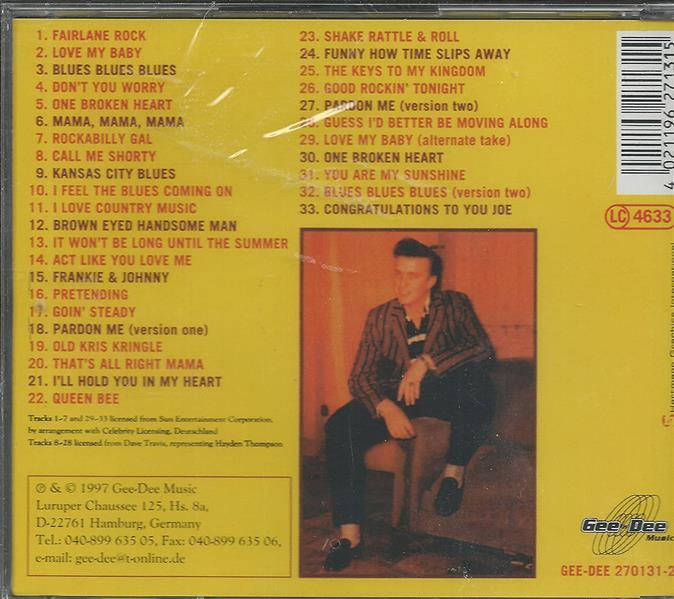 1. FAIRLANE ROCK
2. LOVE MY BABY
3. BLUES BLUES BLUES
4. DON'T YOU WORRY
5. ONE BROKEN HEART
6. MAMA, MAMA, MAMA
7. ROCKABILLY GAL
8. CALL ME SHORTY
9. KANSAS CITY BLUES
10. I FEEL THE BLUES COMING ON
11. I LOVE COUNTRY MUSIC
12. BROWN EYED HANDSOME MAN
13. IT WON'T BE LONG UNTIL THE SUMMER
14. ACT LIKE YOU LOVE ME
15. FRANKIE & JOHNNY
16. PRETENDING
17. GOIN' STEADY
18. PARDON ME (version one)
19. OLD KRIS KRINGLE
20. THAT'S ALL RIGHT MAMA
21. I'LL HOLD YOU IN MY HEART
22. QUEEN BEE
Tracks 1-7 and 29-33 licensed from Sun Entertainment Corporation,
by arrangement with Celebrity Licensing, Deutschland
Tracks 8-28 licensed from Dave Travis, representing Hayden Thompson
℗ & © 1997 Gee-Dee Music
Luruper Chaussee 125, Hs. 8a,
D-22761 Hamburg, Germany
Tel.: 040-899 635 05, Fax: 040-899 635 06,
e-mail: gee-dee@t-online.de
23. SHAKE RATTLE & ROLL
24. FUNNY HOW TIME SLIPS AWAY
25. THE KEYS TO MY KINGDOM
26. GOOD ROCKIN' TONIGHT
27. PARDON ME (version two)
28. GUESS I'D BETTER BE MOVING ALONG
29. LOVE MY BABY (alternate take)
30. ONE BROKEN HEART
31. YOU ARE MY SUNSHINE
32. BLUES BLUES BLUES (version two)
33. CONGRATULATIONS TO YOU JOE
4 021196 271315
LC 4633
Gee-Dee
Music
GEE-DEE 270131-2